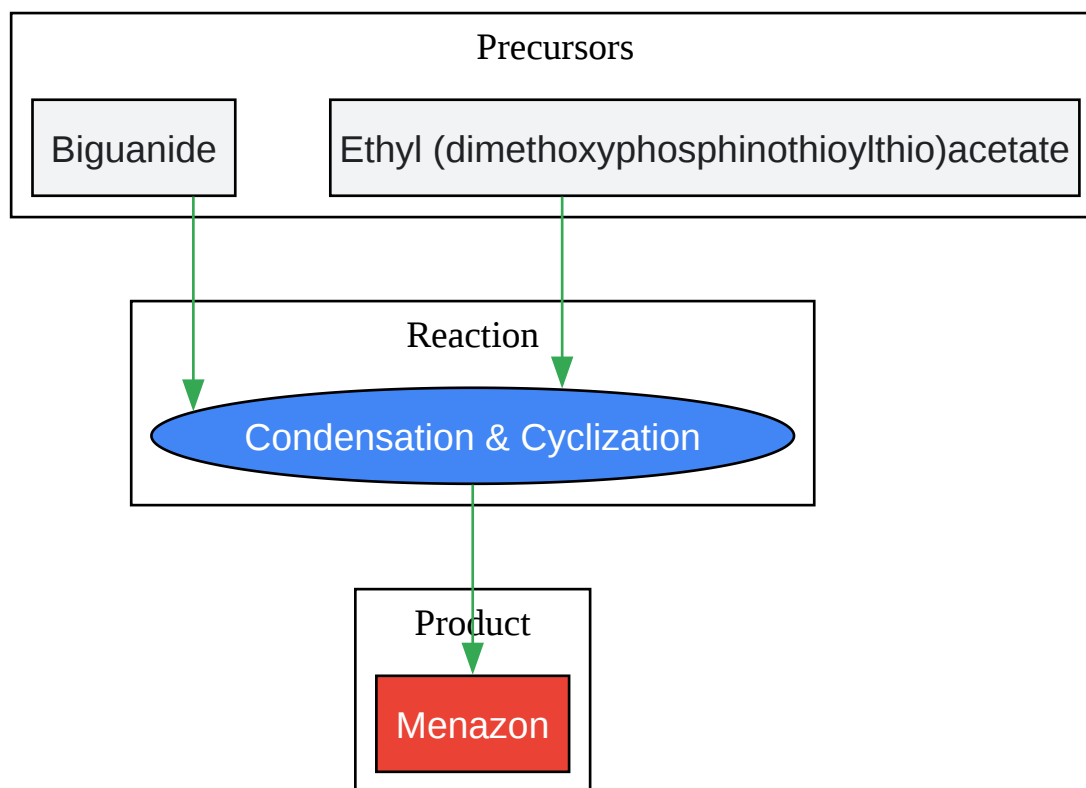 Precursors
Biguanide
Ethyl (dimethoxyphosphinothioylthio)acetate
Reaction
Condensation & Cyclization
Product
Menazon